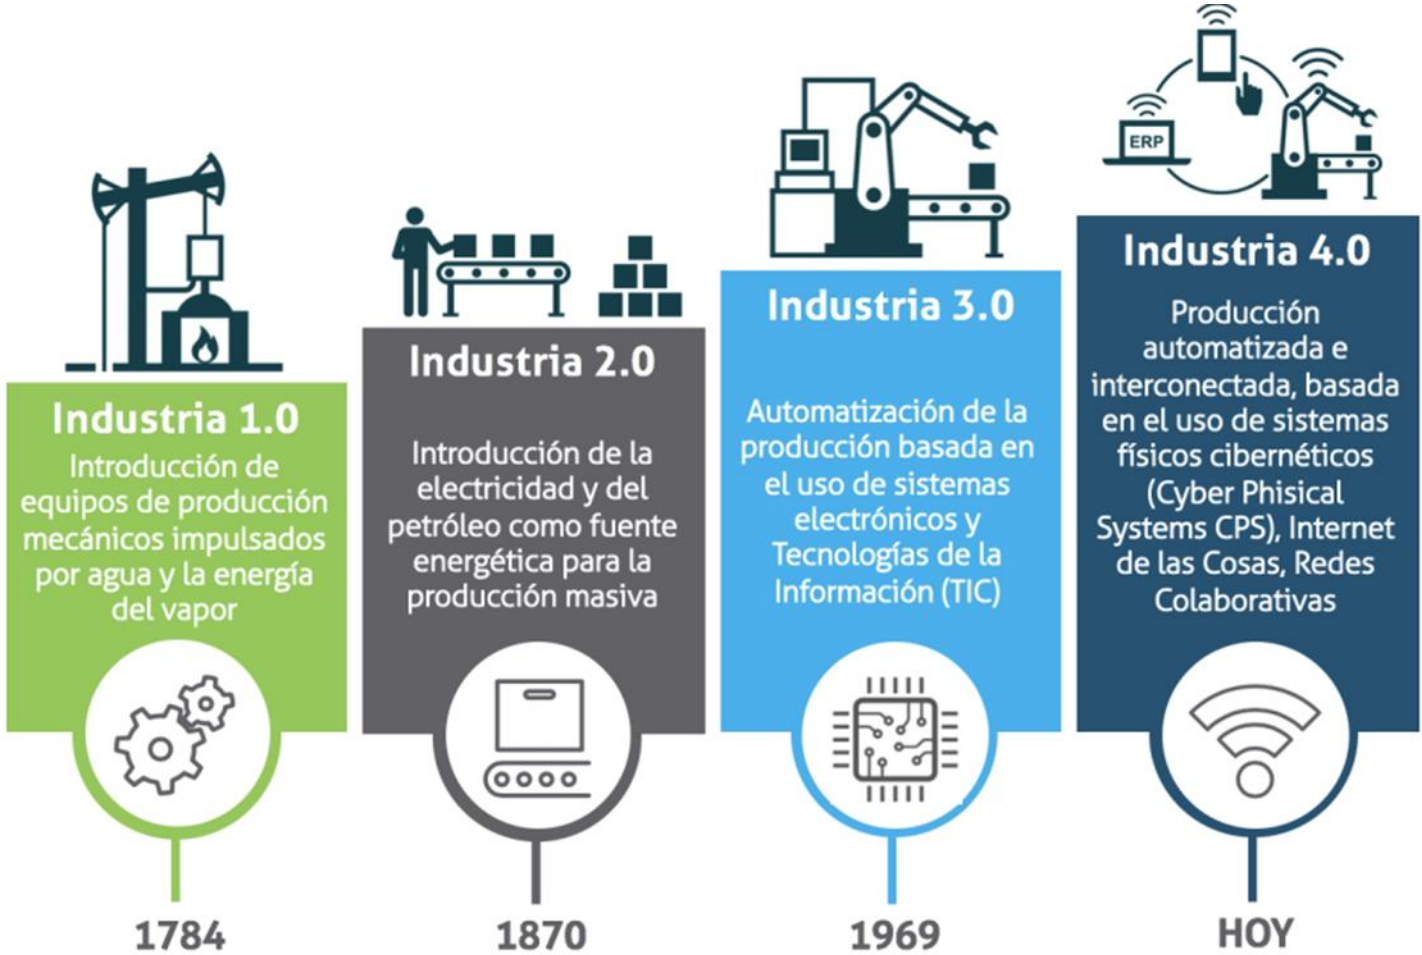 Industria 1.0
Introducción de
equipos de producción
mecánicos impulsados
por agua y la energía
del vapor
1784
Industria 2.0
Introducción de la
electricidad y del
petróleo como fuente
energética para la
producción masiva
1870
Industria 3.0
Automatización de la
producción basada en
el uso de sistemas
electrónicos y
Tecnologías de la
Información (TIC)
1969
ERP
Industria 4.0
Producción
automatizada e
interconectada, basada
en el uso de sistemas
físicos cibernéticos
(Cyber Phisical
Systems CPS), Internet
de las Cosas, Redes
Colaborativas
HOY